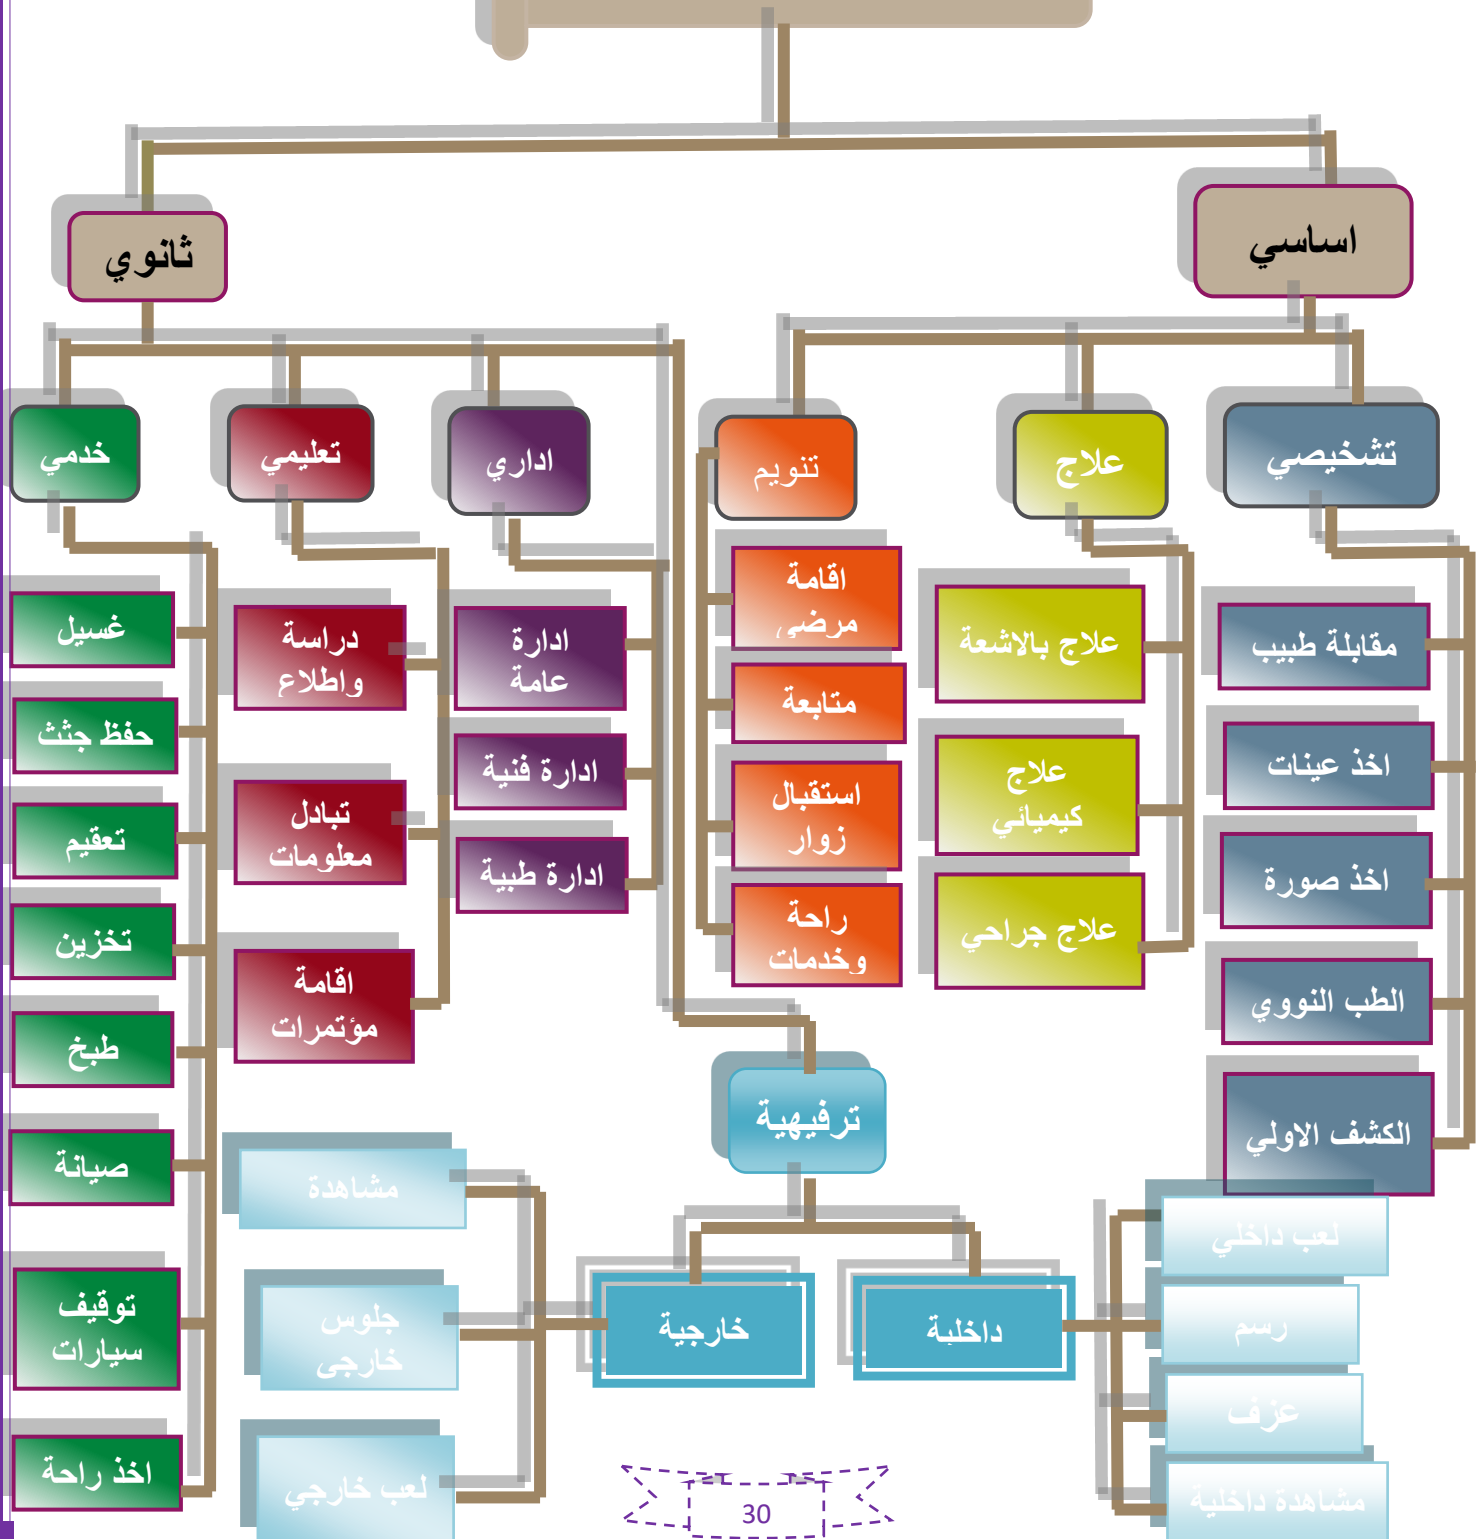 اساسي
ثانوي
تشخيصي
علاج
تنويم
اداري
تعليمي
خدمي
مقابلة طبيب
اخذ عينات
اخذ صورة
الطب النووي
الكشف الاولي
علاج بالاشعة
علاج
كيميائي
علاج جراحي
اقامة
مرضى
متابعة
استقبال
زوار
راحة
وخدمات
ادارة
عامة
ادارة فنية
ادارة طبية
دراسة
واطلاع
تبادل
معلومات
اقامة
مؤتمرات
غسيل
حفظ جثث
تعقيم
تخزين
طبخ
صيانة
توقيف
سيارات
اخذ راحة
ترفيهية
داخلية
خارجية
لعب داخلي
رسم
عزف
مشاهدة داخلية
مشاهدة
جلوس
خارجي
لعب خارجي
30